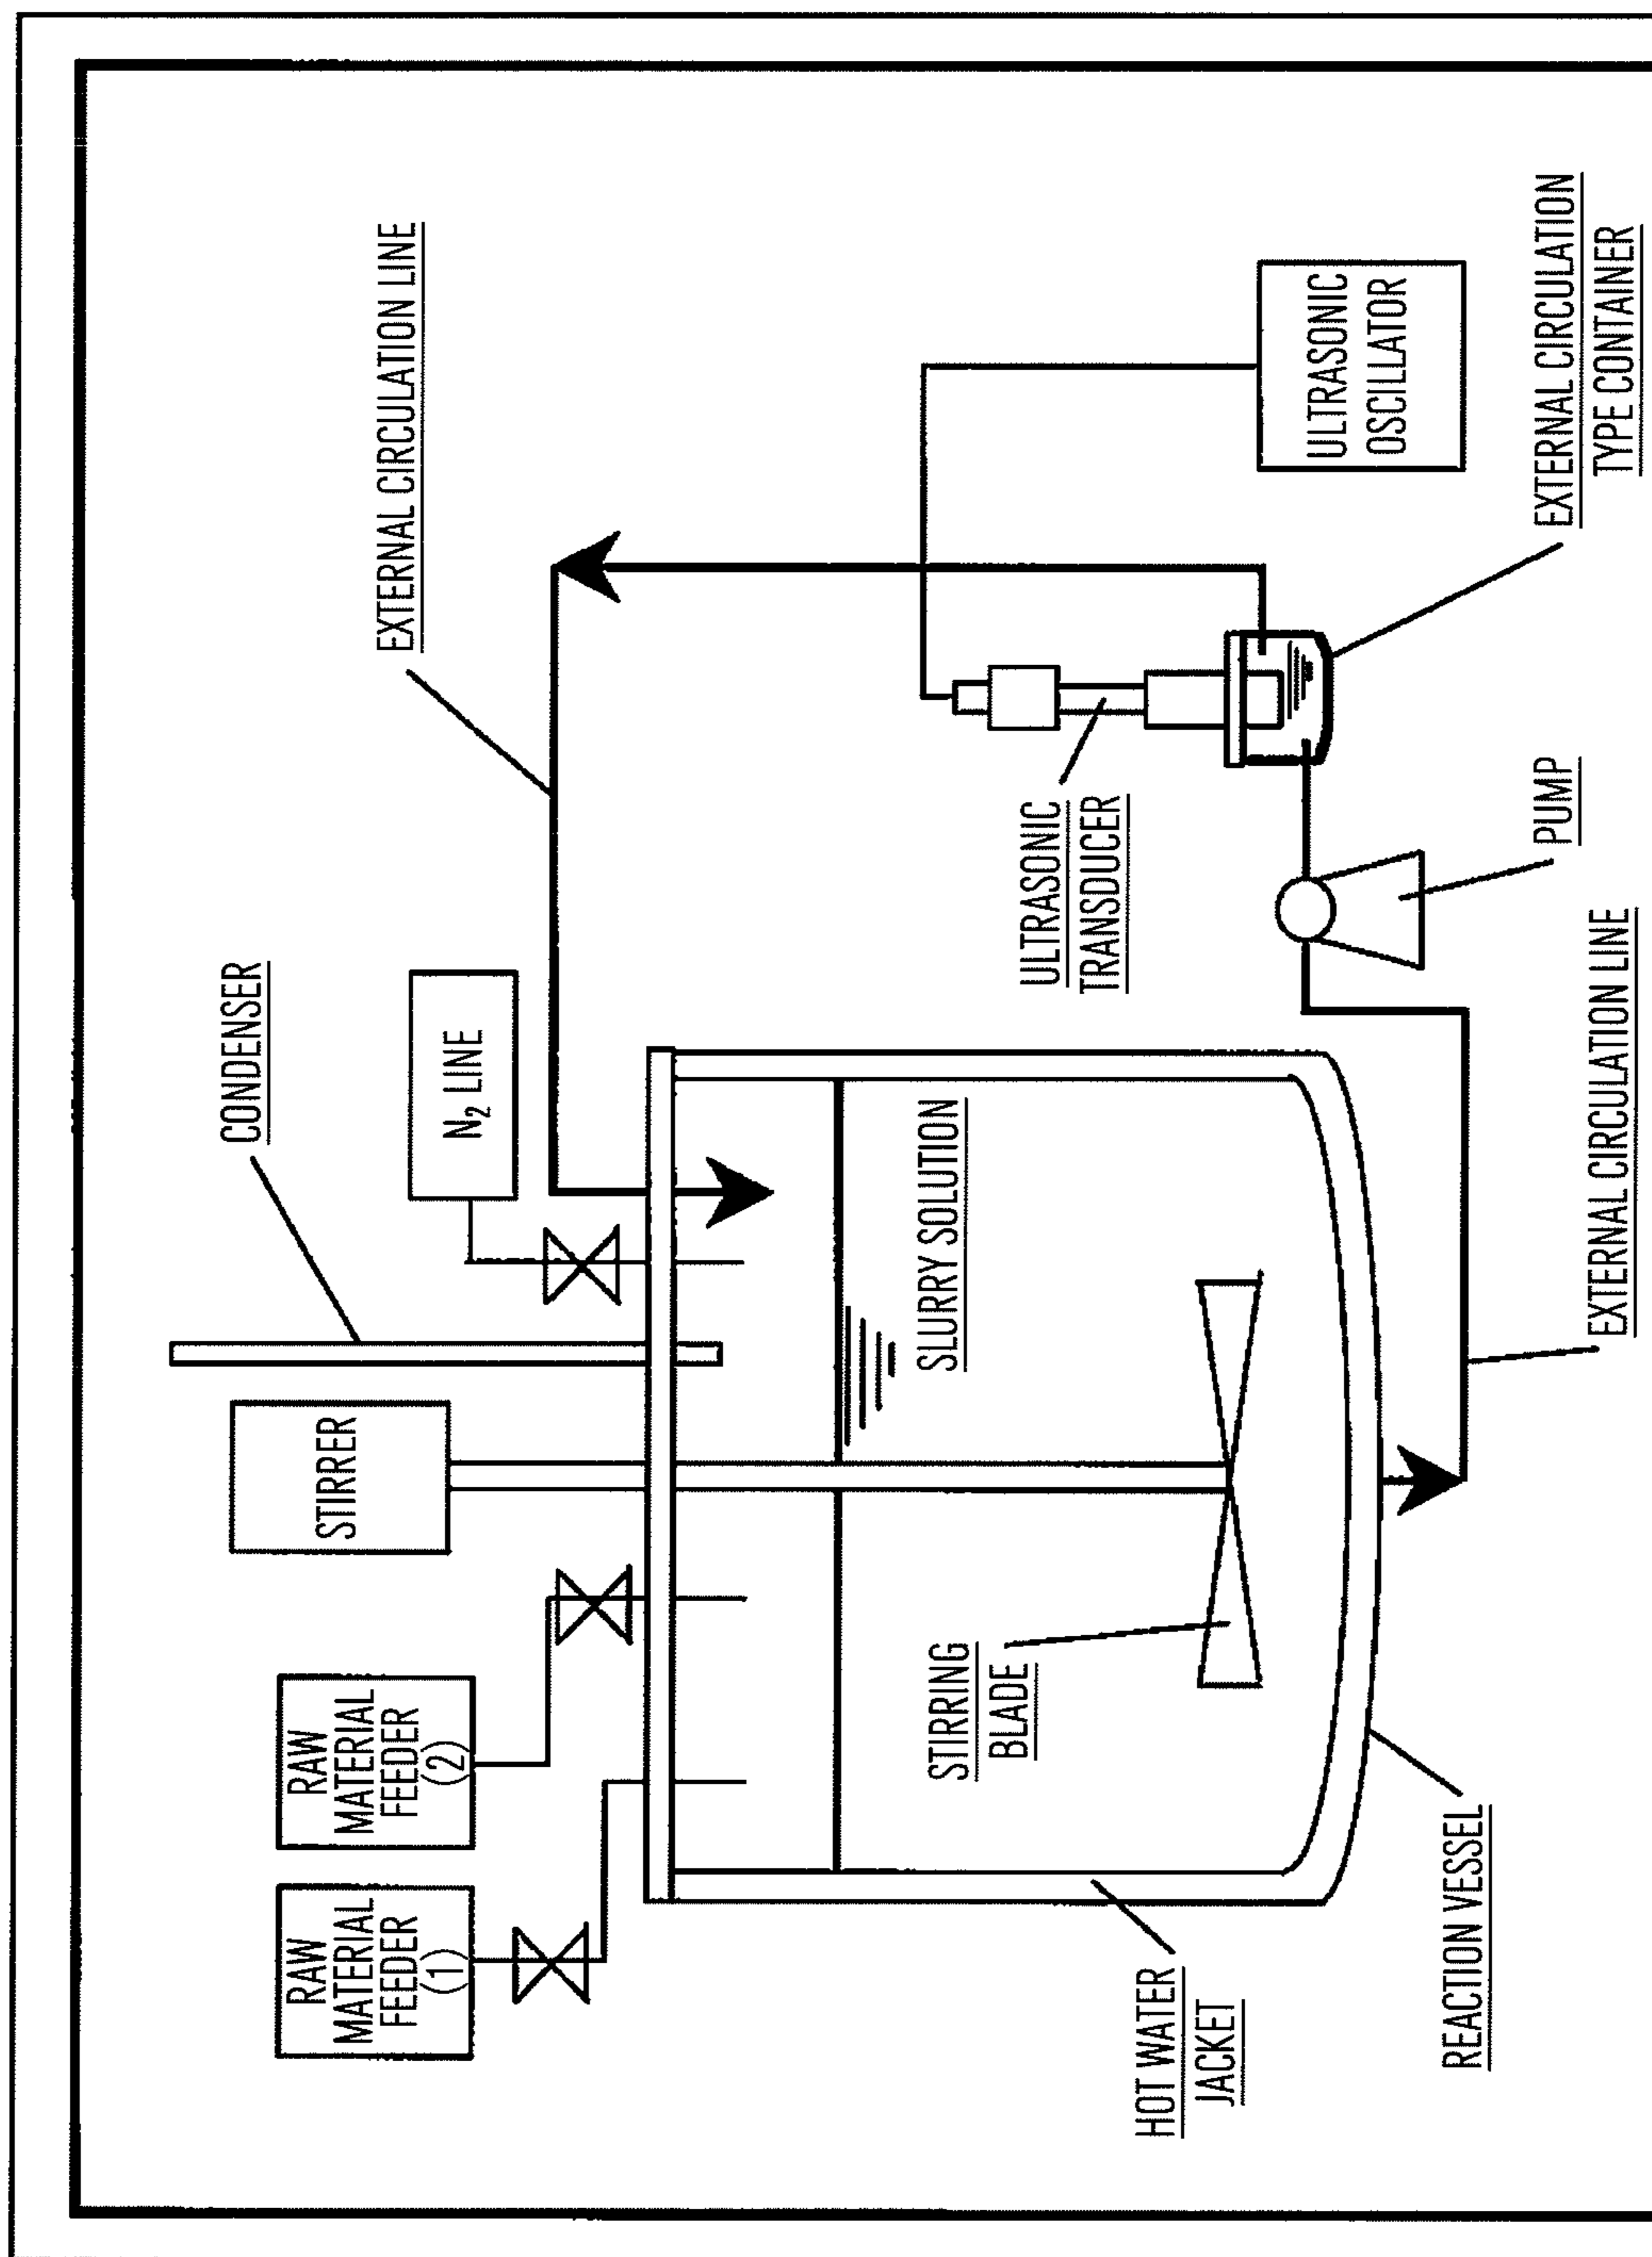 CONDENSER
STIRRER
RAW
MATERIAL
FEEDER
(1)
RAW
MATERIAL
FEEDER
(2)
N₂ LINE
EXTERNAL CIRCULATION LINE
SLURRY SOLUTION
STIRRING
BLADE
HOT WATER
JACKET
REACTION VESSEL
ULTRASONIC
TRANSDUCER
ULTRASONIC
OSCILLATOR
PUMP
EXTERNAL CIRCULATION
TYPE CONTAINER
EXTERNAL CIRCULATION LINE